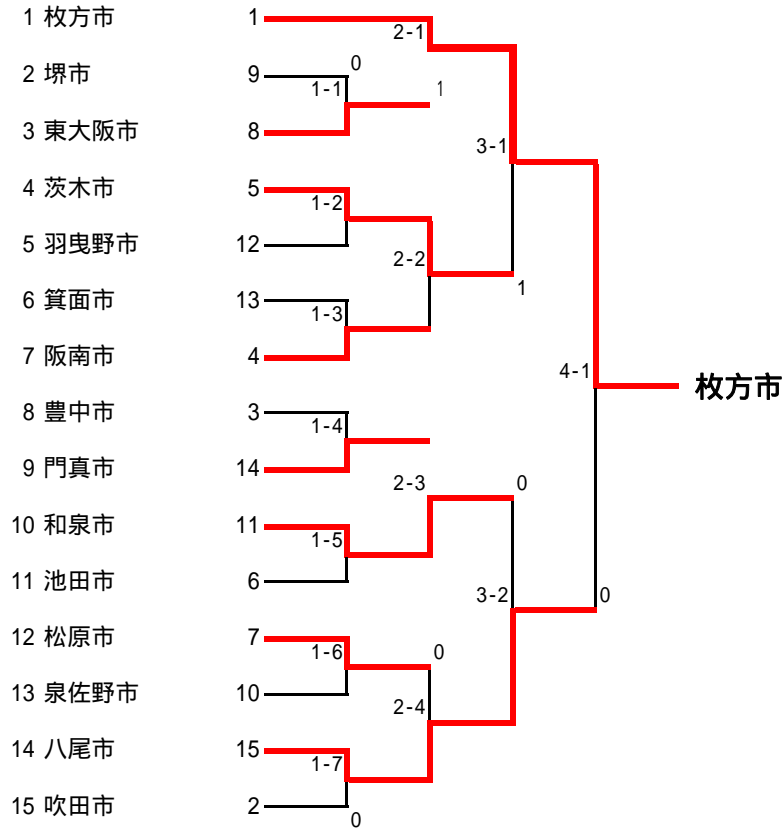 1 枚方市 1
2-1
2 堺市 9 0
1-1 1
3 東大阪市 8
3-1
4 茨木市 5
1-2
5 羽曳野市 12
2-2
6 箕面市 13 1
1-3
7 阪南市 4
4-1 枚方市
8 豊中市 3
1-4
9 門真市 14
2-3 0
10 和泉市 11
1-5
11 池田市 6
3-2 0
12 松原市 7
1-6 0
13 泉佐野市 10
2-4
14 八尾市 15
1-7
15 吹田市 2 0